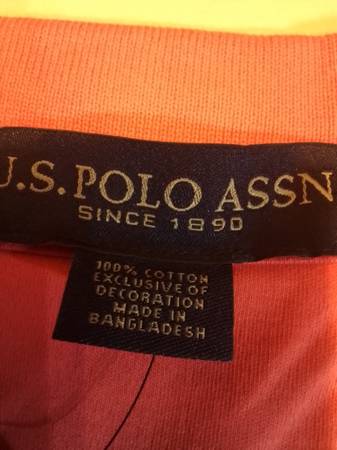 U.S. POLO ASSN
SINCE 1890
100% COTTON
EXCLUSIVE OF
DECORATION
MADE IN
BANGLADESH